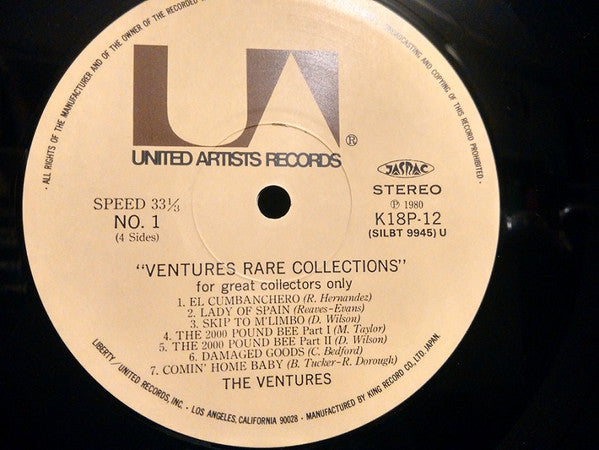 · ALL RIGHTS OF THE MANUFACTURER AND OF THE OWNER OF THE RECORDED
BROADCASTING AND COPYING OF THIS RECORD PROHIBITED ·
UA®
UNITED ARTISTS RECORDS
JASRAC
SPEED 33⅓
NO. 1
(4 Sides)
STEREO
Ⓟ 1980
K18P-12
(SILBT 9945) U
"VENTURES RARE COLLECTIONS"
for great collectors only
1. EL CUMBANCHERO (R. Hernandez)
2. LADY OF SPAIN (Reaves-Evans)
3. SKIP TO M'LIMBO (D. Wilson)
4. THE 2000 POUND BEE Part I (M. Taylor)
5. THE 2000 POUND BEE Part II (D. Wilson)
6. DAMAGED GOODS (C. Bedford)
7. COMIN' HOME BABY (B. Tucker-R. Dorough)
THE VENTURES
LIBERTY/UNITED RECORDS, INC. · LOS ANGELES, CALIFORNIA 90028 · MANUFACTURED BY KING RECORD CO., LTD. JAPAN.